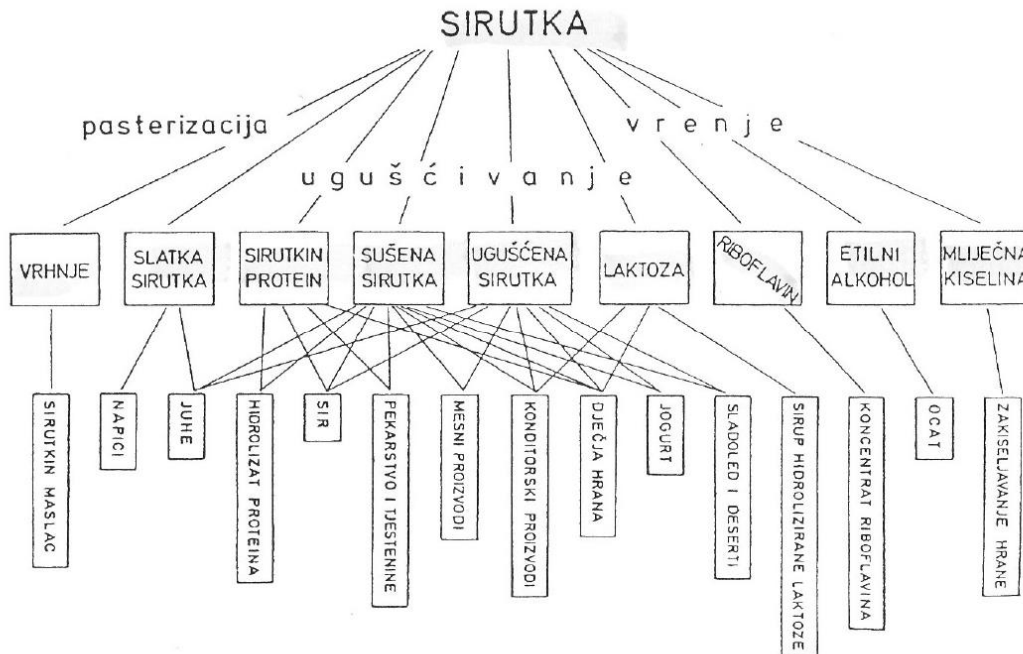 SIRUTKA
pasterizacija
vrenje
ugušćivanje
VRHNJE
SLATKA
SIRUTKA
SIRUTKIN
PROTEIN
SUŠENA
SIRUTKA
UGUŠĆENA
SIRUTKA
LAKTOZA
RIBOFLAVIN
ETILNI
ALKOHOL
MLIJEČNA
KISELINA
SIRUTKIN MASLAC
NAPICI
JUHE
HIDROLIZAT PROTEINA
SIR
PEKARSTVO I TJESTENINE
MESNI PROIZVODI
KONDITORSKI PROIZVODI
DJEČJA HRANA
JOGURT
SLADOLED I DESERTI
SIRUP HIDROLIZIRANE LAKTOZE
KONCENTRAT RIBOFLAVINA
OCAT
ZAKISELJAVANJE HRANE